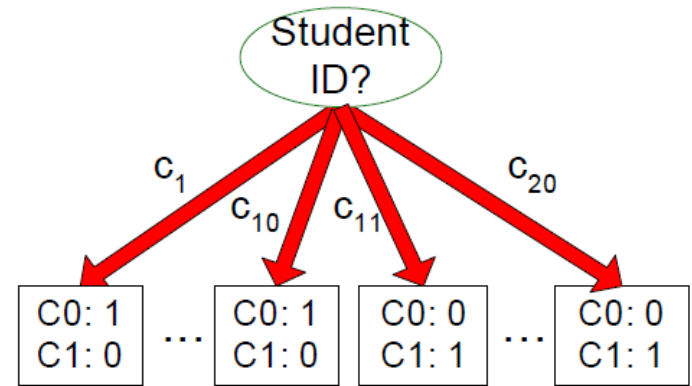 Student
ID?
c1
c10
c11
c20
C0: 1
C1: 0
...
C0: 1
C1: 0
C0: 0
C1: 1
...
C0: 0
C1: 1